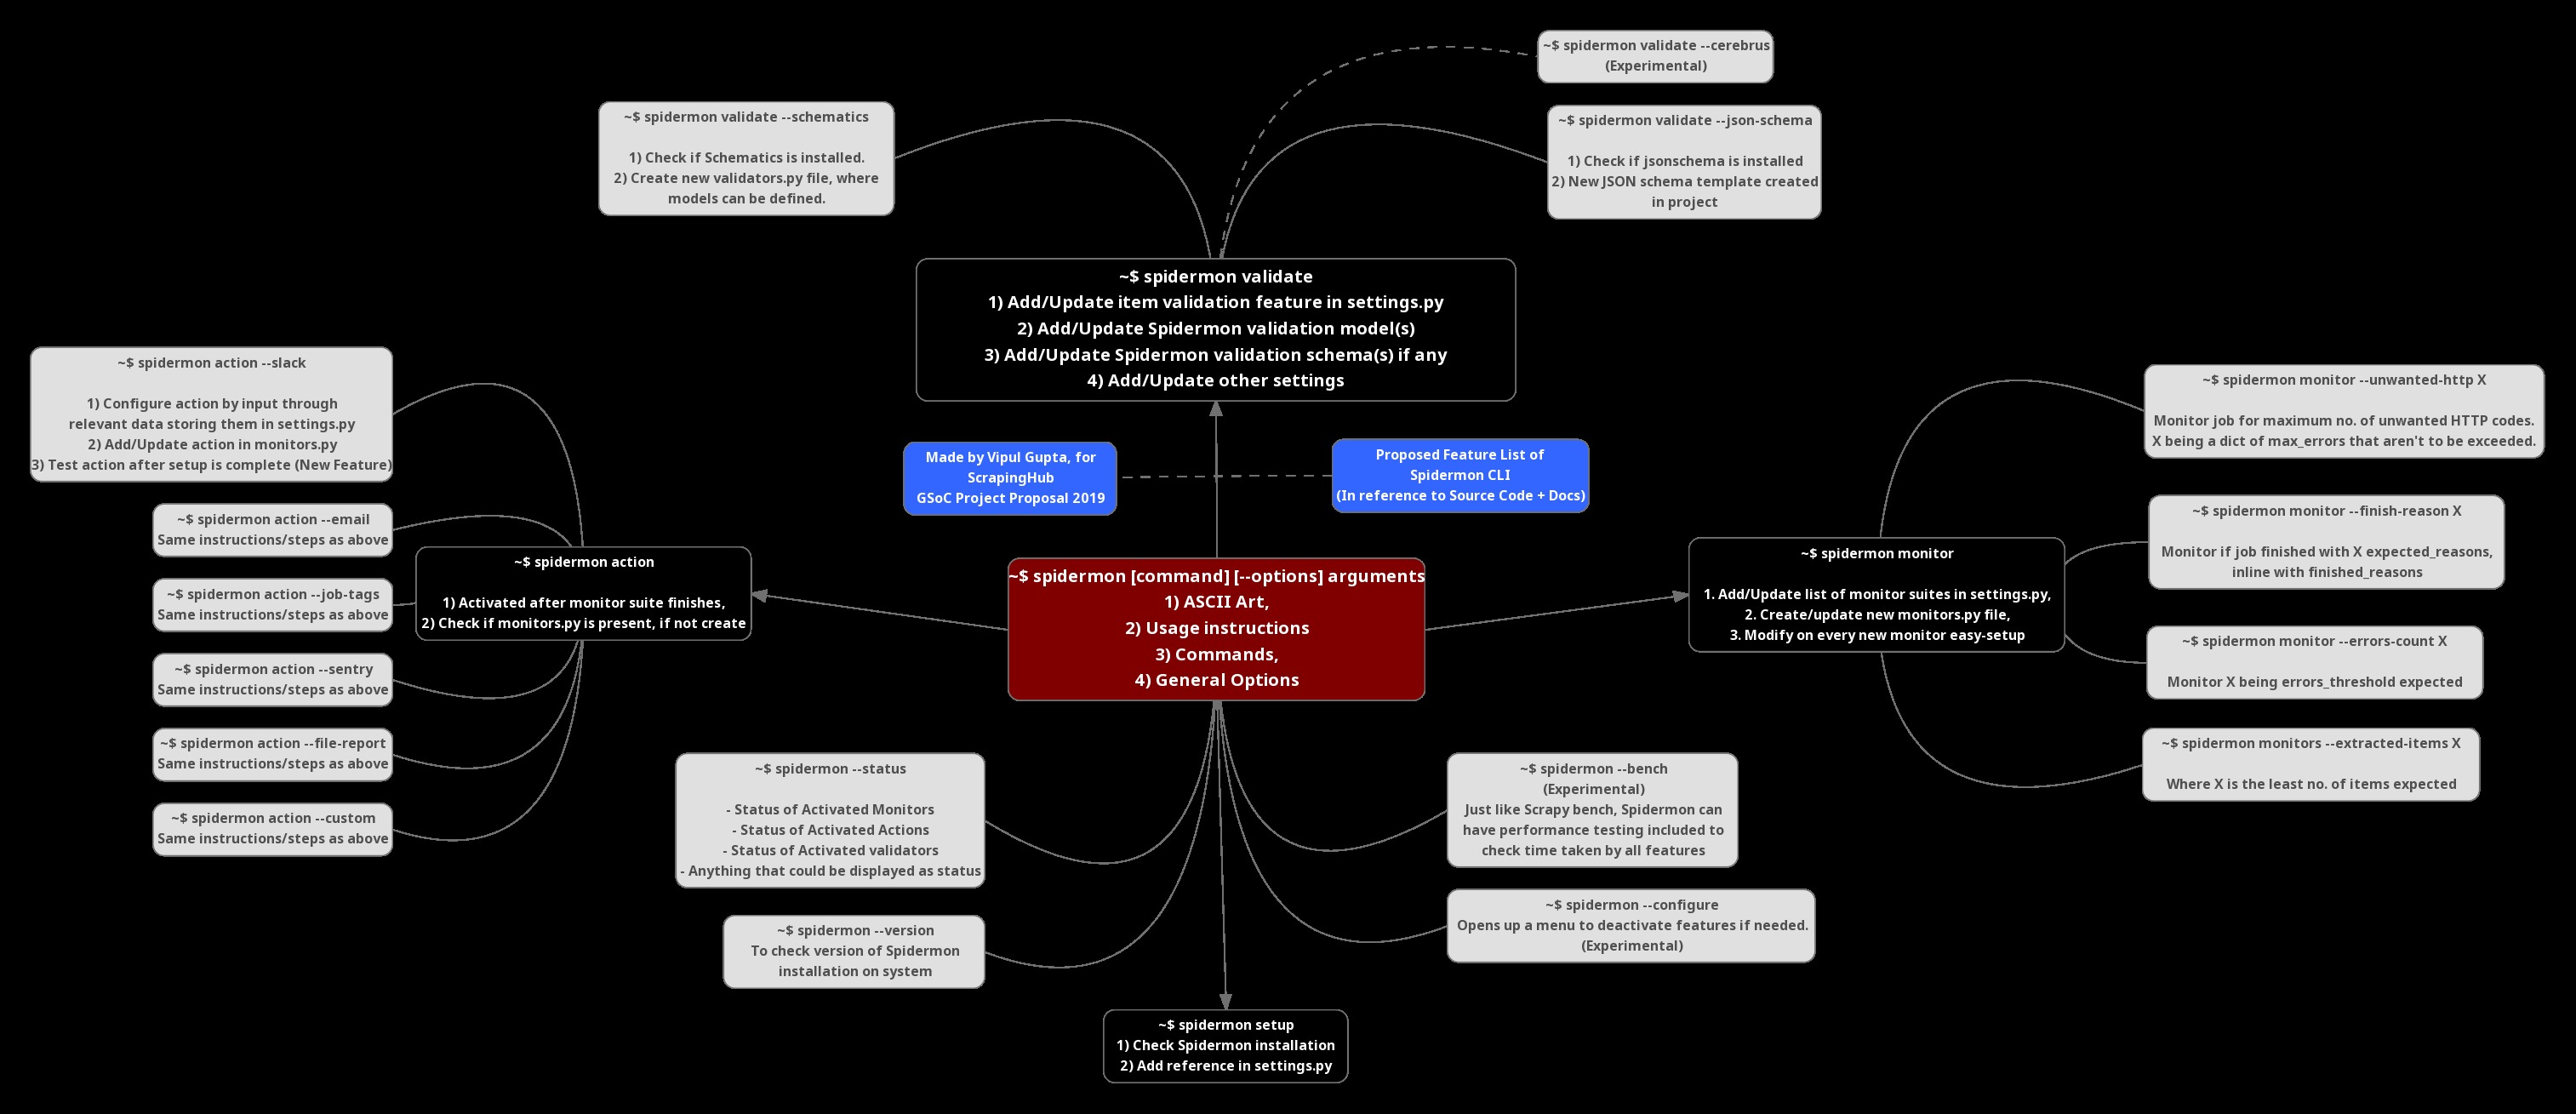 ~$ spidermon validate --cerebrus
(Experimental)
~$ spidermon validate --schematics
1) Check if Schematics is installed.
2) Create new validators.py file, where
models can be defined.
~$ spidermon validate --json-schema
1) Check if jsonschema is installed
2) New JSON schema template created
in project
~$ spidermon validate
1) Add/Update item validation feature in settings.py
2) Add/Update Spidermon validation model(s)
3) Add/Update Spidermon validation schema(s) if any
4) Add/Update other settings
Made by Vipul Gupta, for
ScrapingHub
GSoC Project Proposal 2019
Proposed Feature List of
Spidermon CLI
(In reference to Source Code + Docs)
~$ spidermon action --slack
1) Configure action by input through
relevant data storing them in settings.py
2) Add/Update action in monitors.py
3) Test action after setup is complete (New Feature)
~$ spidermon action --email
Same instructions/steps as above
~$ spidermon action --job-tags
Same instructions/steps as above
~$ spidermon action --sentry
Same instructions/steps as above
~$ spidermon action --file-report
Same instructions/steps as above
~$ spidermon action --custom
Same instructions/steps as above
~$ spidermon action
1) Activated after monitor suite finishes,
2) Check if monitors.py is present, if not create
~$ spidermon [command] [--options] arguments
1) ASCII Art,
2) Usage instructions
3) Commands,
4) General Options
~$ spidermon monitor
1. Add/Update list of monitor suites in settings.py,
2. Create/update new monitors.py file,
3. Modify on every new monitor easy-setup
~$ spidermon monitor --unwanted-http X
Monitor job for maximum no. of unwanted HTTP codes.
X being a dict of max_errors that aren't to be exceeded.
~$ spidermon monitor --finish-reason X
Monitor if job finished with X expected_reasons,
inline with finished_reasons
~$ spidermon monitor --errors-count X
Monitor X being errors_threshold expected
~$ spidermon monitors --extracted-items X
Where X is the least no. of items expected
~$ spidermon --status
- Status of Activated Monitors
- Status of Activated Actions
- Status of Activated validators
- Anything that could be displayed as status
~$ spidermon --version
To check version of Spidermon
installation on system
~$ spidermon --bench
(Experimental)
Just like Scrapy bench, Spidermon can
have performance testing included to
check time taken by all features
~$ spidermon --configure
Opens up a menu to deactivate features if needed.
(Experimental)
~$ spidermon setup
1) Check Spidermon installation
2) Add reference in settings.py